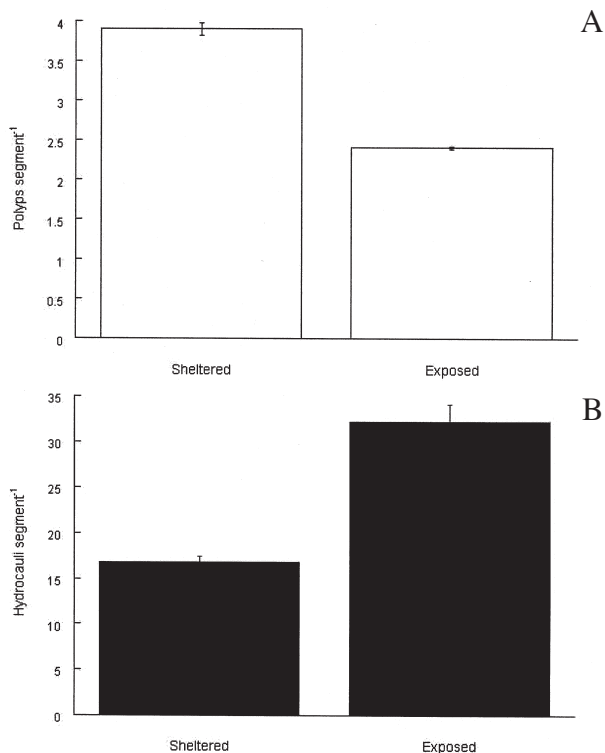 A
4
3.5
3
2.5
2
1.5
1
0.5
0
Polyps segment⁻¹
Sheltered Exposed
B
35
30
25
20
15
10
5
0
Hydrocauli segment⁻¹
Sheltered Exposed